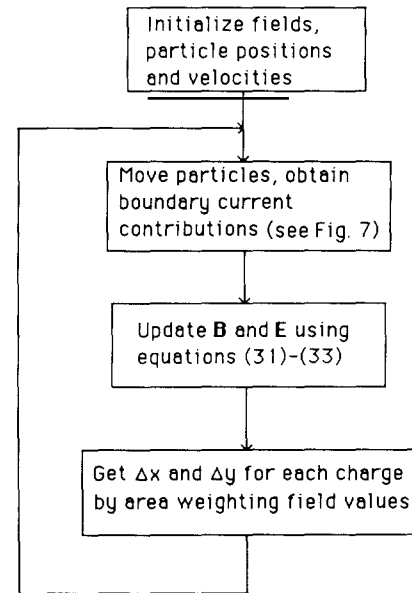 Initialize fields,
particle positions
and velocities
Move particles, obtain
boundary current
contributions (see Fig. 7)
Update B and E using
equations (31)-(33)
Get Δx and Δy for each charge
by area weighting field values